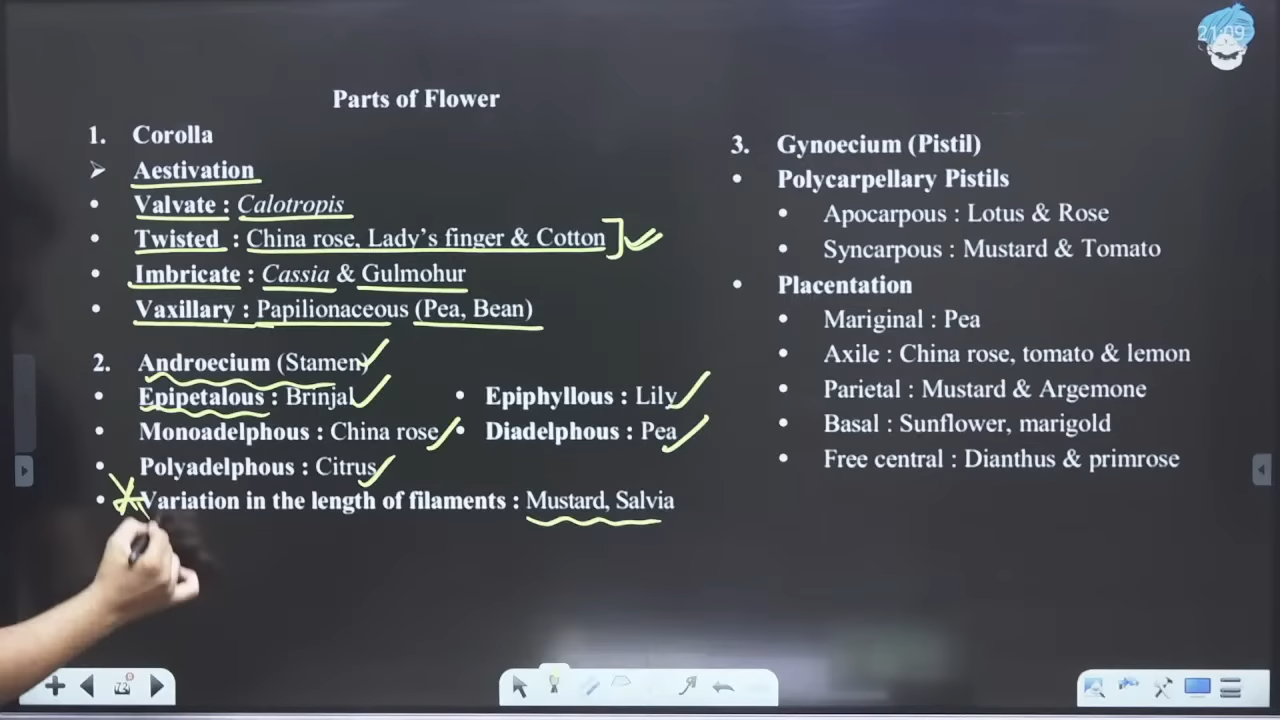 21:09
Parts of Flower
1. Corolla
➢ Aestivation
• Valvate : Calotropis
• Twisted : China rose, Lady's finger & Cotton
• Imbricate : Cassia & Gulmohur
• Vaxillary : Papilionaceous (Pea, Bean)
2. Androecium (Stamen)
• Epipetalous : Brinjal
• Epiphyllous : Lily
• Monoadelphous : China rose
• Diadelphous : Pea
• Polyadelphous : Citrus
• Variation in the length of filaments : Mustard, Salvia
3. Gynoecium (Pistil)
• Polycarpellary Pistils
• Apocarpous : Lotus & Rose
• Syncarpous : Mustard & Tomato
• Placentation
• Mariginal : Pea
• Axile : China rose, tomato & lemon
• Parietal : Mustard & Argemone
• Basal : Sunflower, marigold
• Free central : Dianthus & primrose